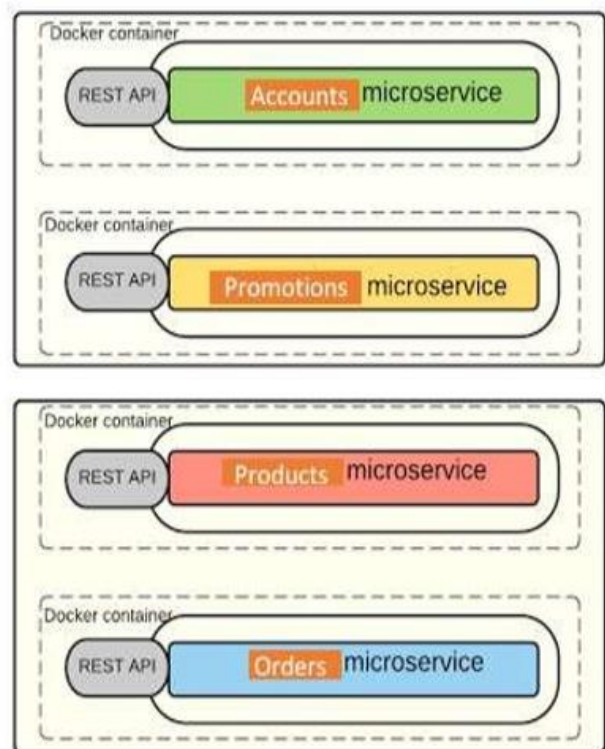 Docker container
REST API Accounts microservice
Docker container
REST API Promotions microservice
Docker container
REST API Products microservice
Docker container
REST API Orders microservice